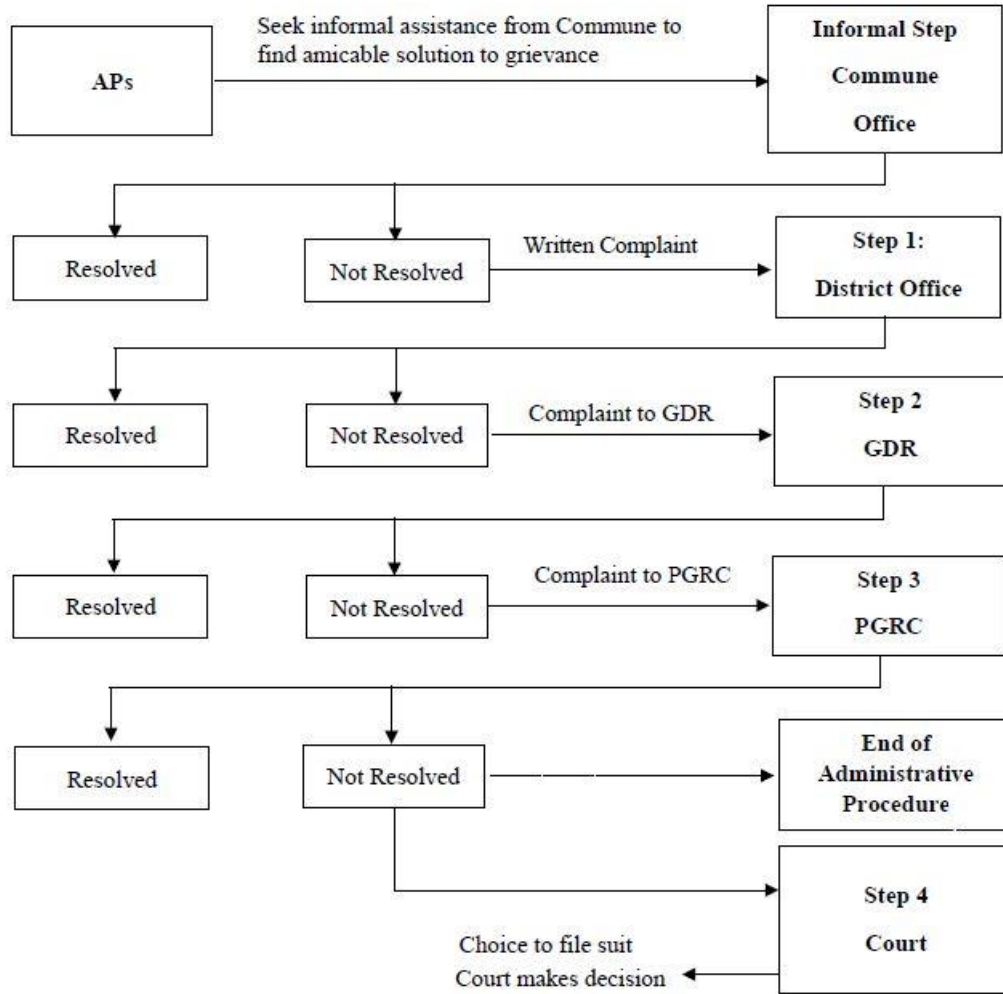 Seek informal assistance from Commune to
find amicable solution to grievance
APs
Informal Step
Commune
Office
Resolved
Not Resolved
Written Complaint
Step 1:
District Office
Resolved
Not Resolved
Complaint to GDR
Step 2
GDR
Resolved
Not Resolved
Complaint to PGRC
Step 3
PGRC
Resolved
Not Resolved
End of
Administrative
Procedure
Step 4
Court
Choice to file suit
Court makes decision